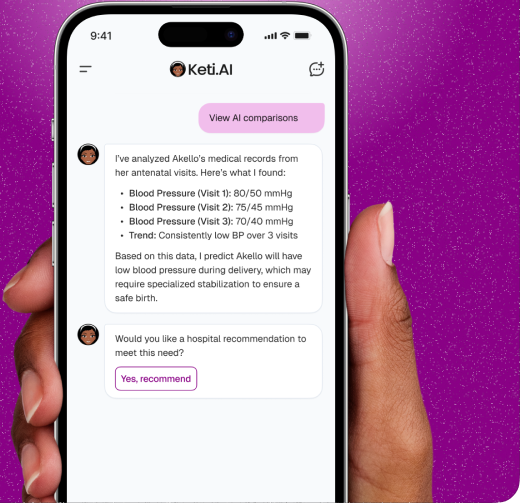 9:41
Keti.AI
View AI comparisons
I've analyzed Akello's medical records from
her antenatal visits. Here's what I found:
• Blood Pressure (Visit 1): 80/50 mmHg
• Blood Pressure (Visit 2): 75/45 mmHg
• Blood Pressure (Visit 3): 70/40 mmHg
• Trend: Consistently low BP over 3 visits
Based on this data, I predict Akello will have
low blood pressure during delivery, which may
require specialized stabilization to ensure a
safe birth.
Would you like a hospital recommendation to
meet this need?
Yes, recommend